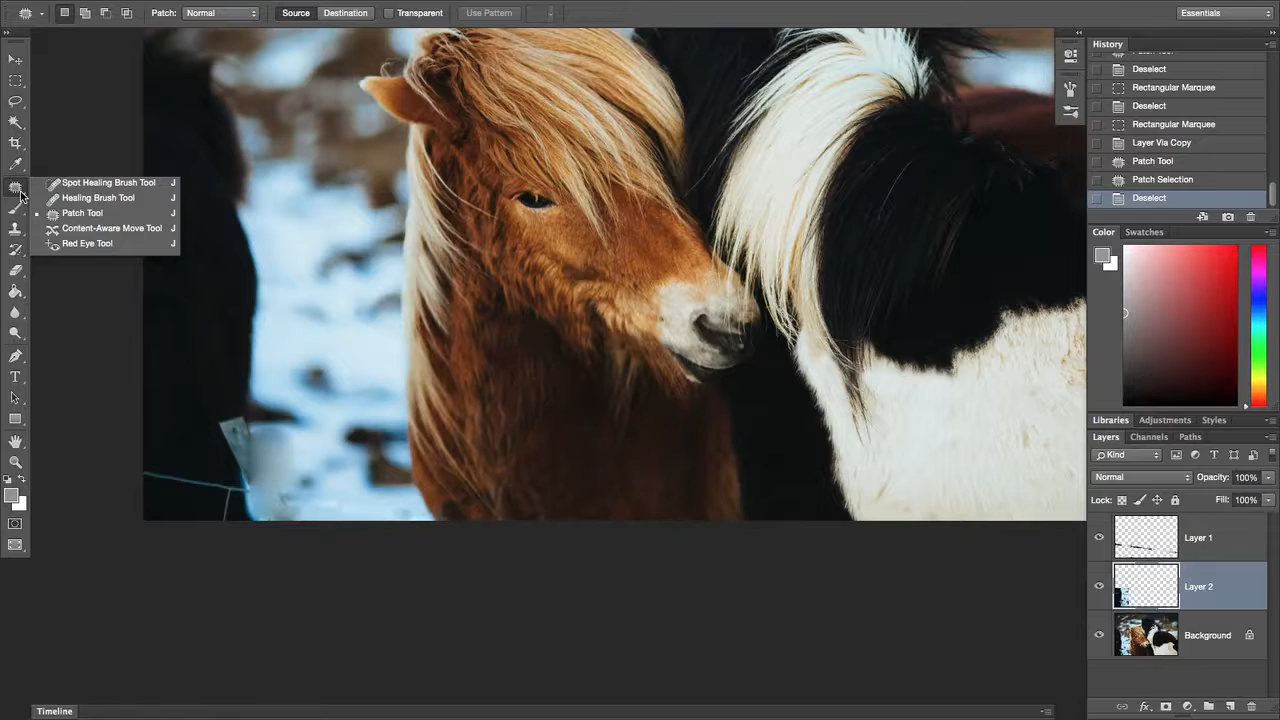 Patch: Normal Source Destination Transparent Use Pattern Essentials
History
Deselect
Rectangular Marquee
Deselect
Rectangular Marquee
Layer Via Copy
Patch Tool
Patch Selection
Deselect
Spot Healing Brush Tool J
Healing Brush Tool J
Patch Tool J
Content-Aware Move Tool J
Red Eye Tool J
Color Swatches
Libraries Adjustments Styles
Layers Channels Paths
Kind
Normal Opacity: 100%
Lock: Fill: 100%
Layer 1
Layer 2
Background
Timeline